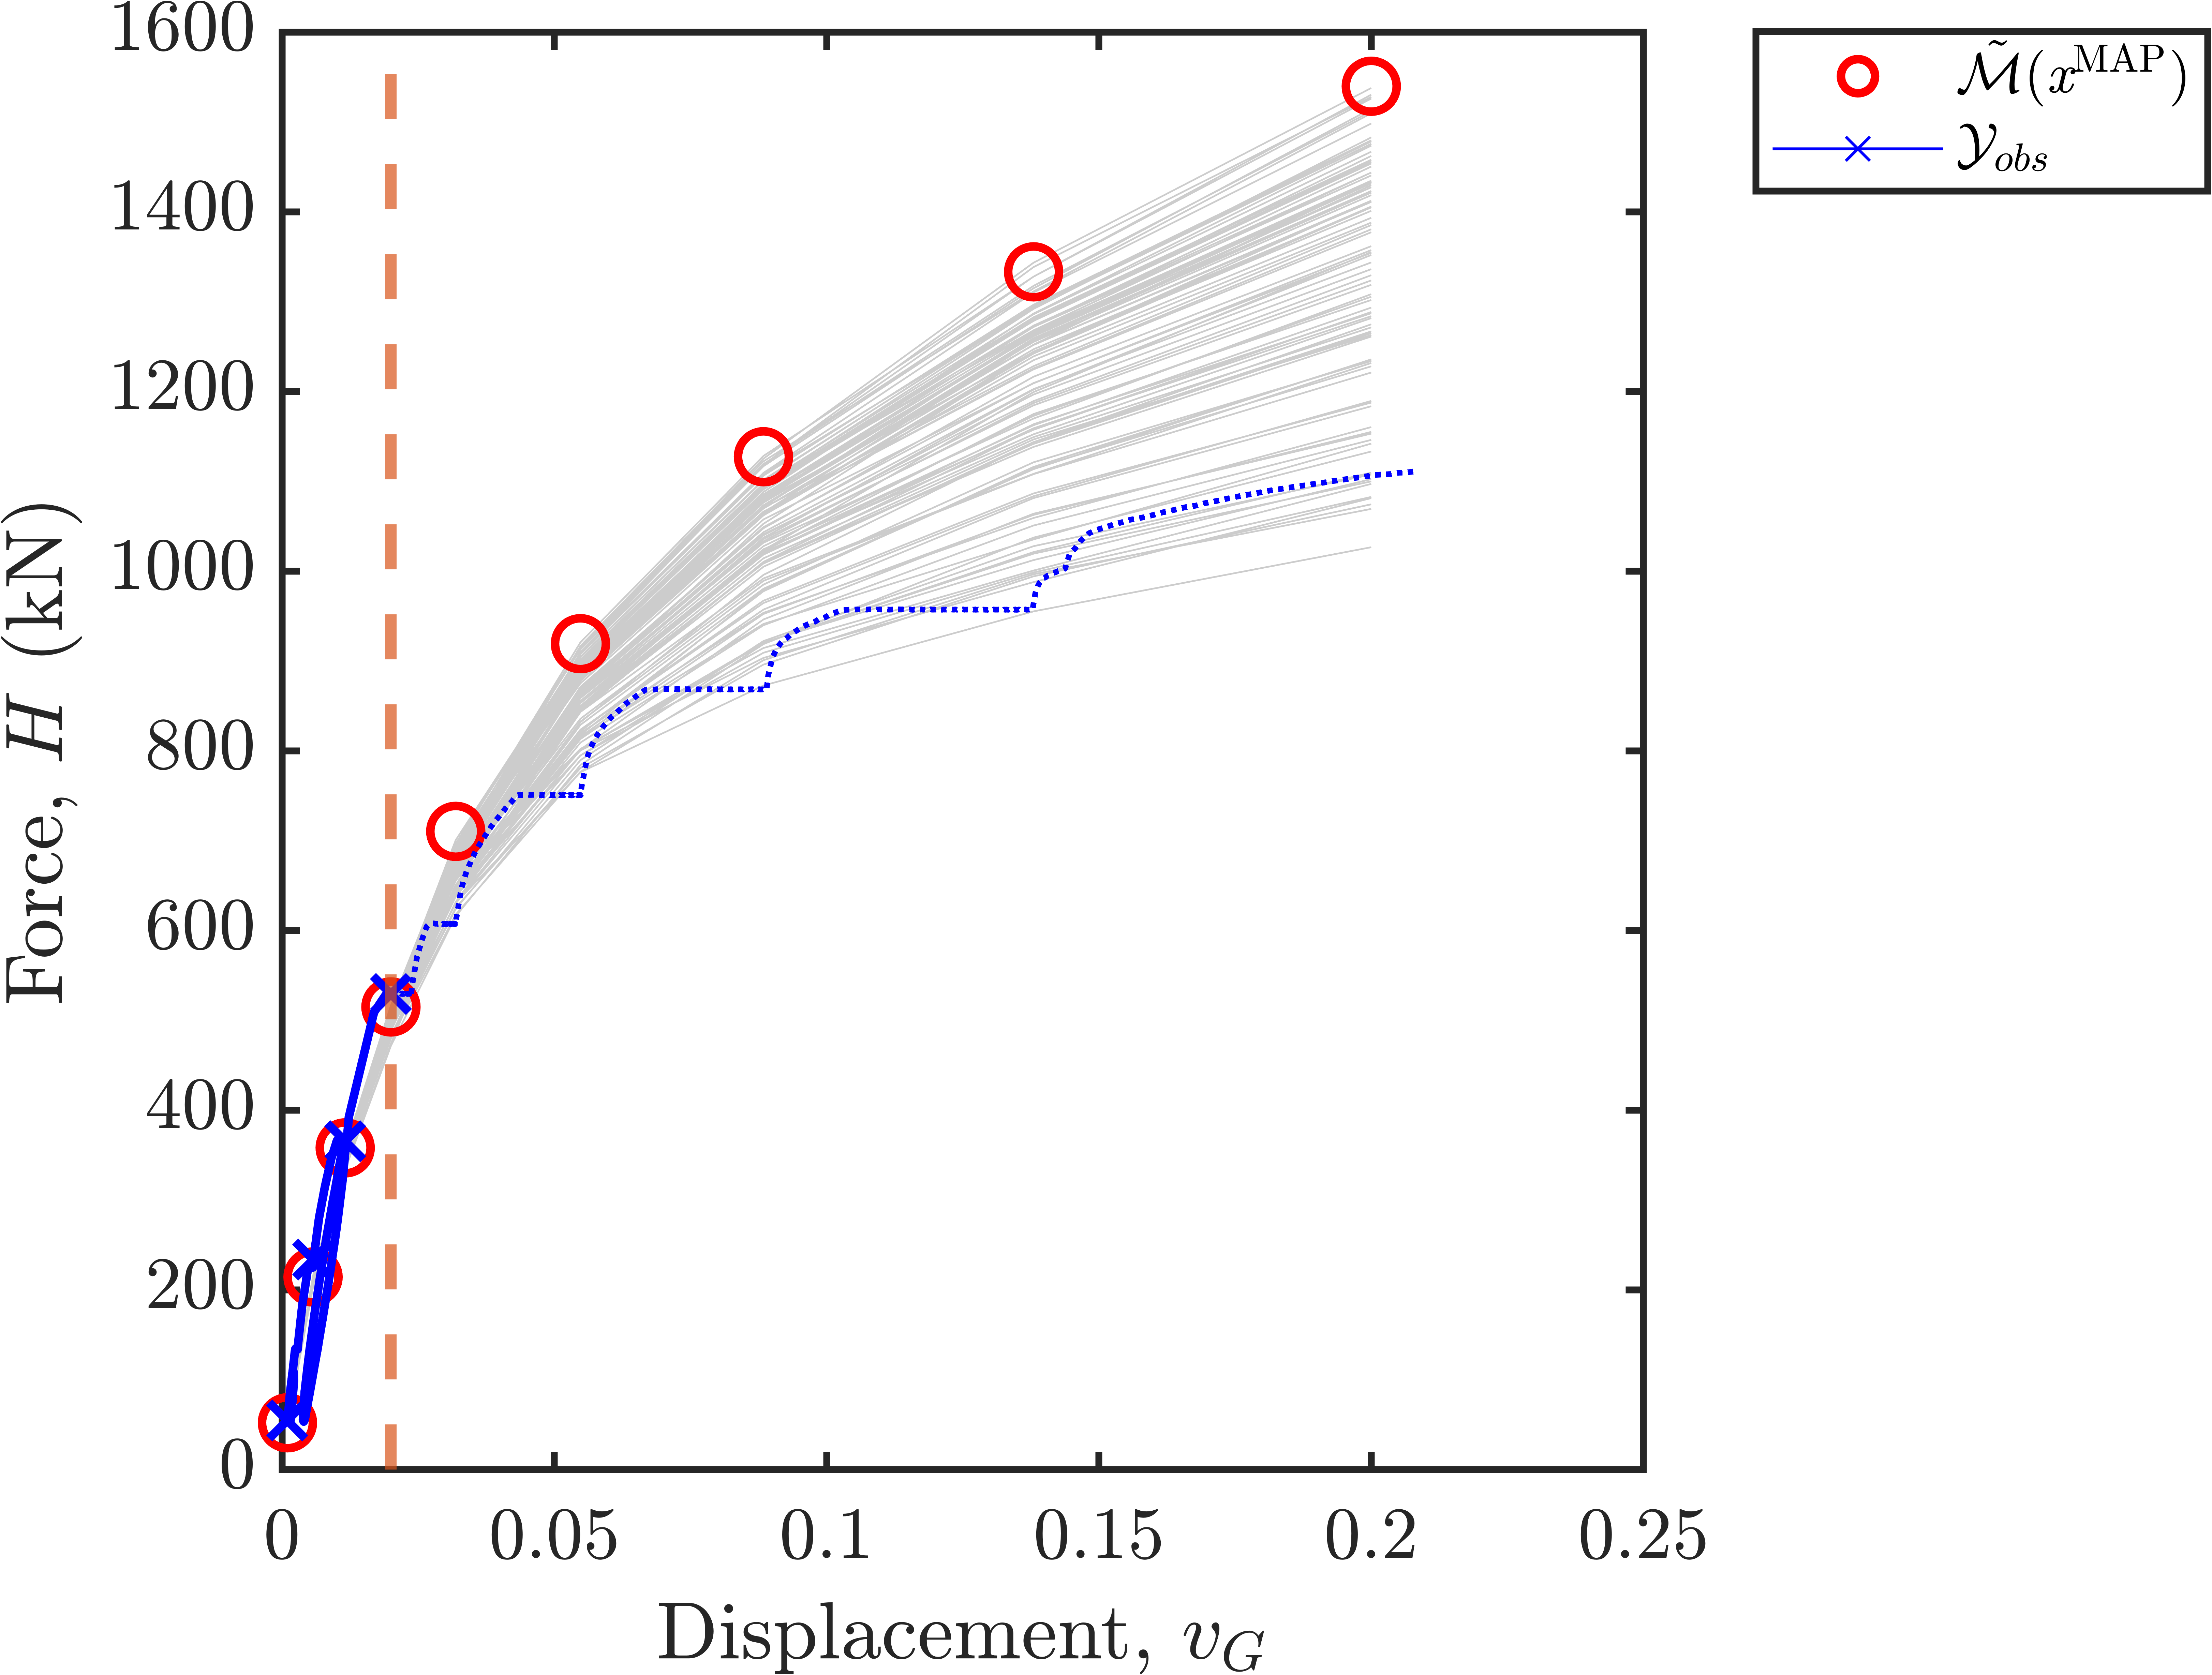 1600
1400
1200
1000
800
600
400
200
0
Force, H (kN)
0 0.05 0.1 0.15 0.2 0.25
Displacement, v_G
ℳ̃(x^MAP)
𝒴_obs